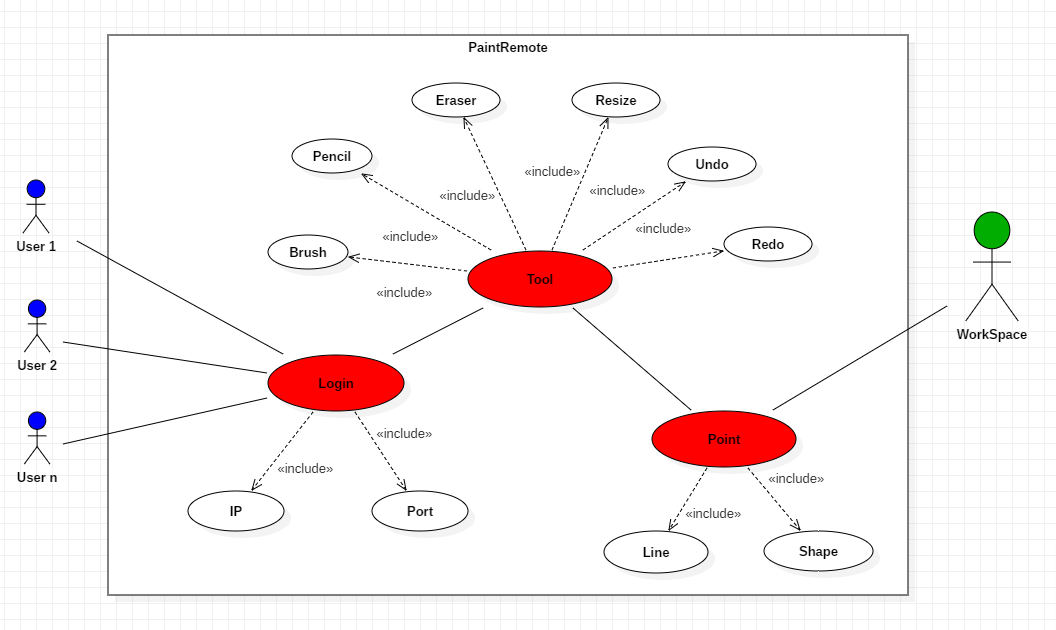 PaintRemote
Eraser
Resize
Pencil
Undo
«include»
«include»
«include»
User 1
Brush
«include»
«include»
Redo
Tool
«include»
WorkSpace
User 2
Login
«include»
Point
User n
«include»
«include»
IP
Port
«include»
Line
Shape